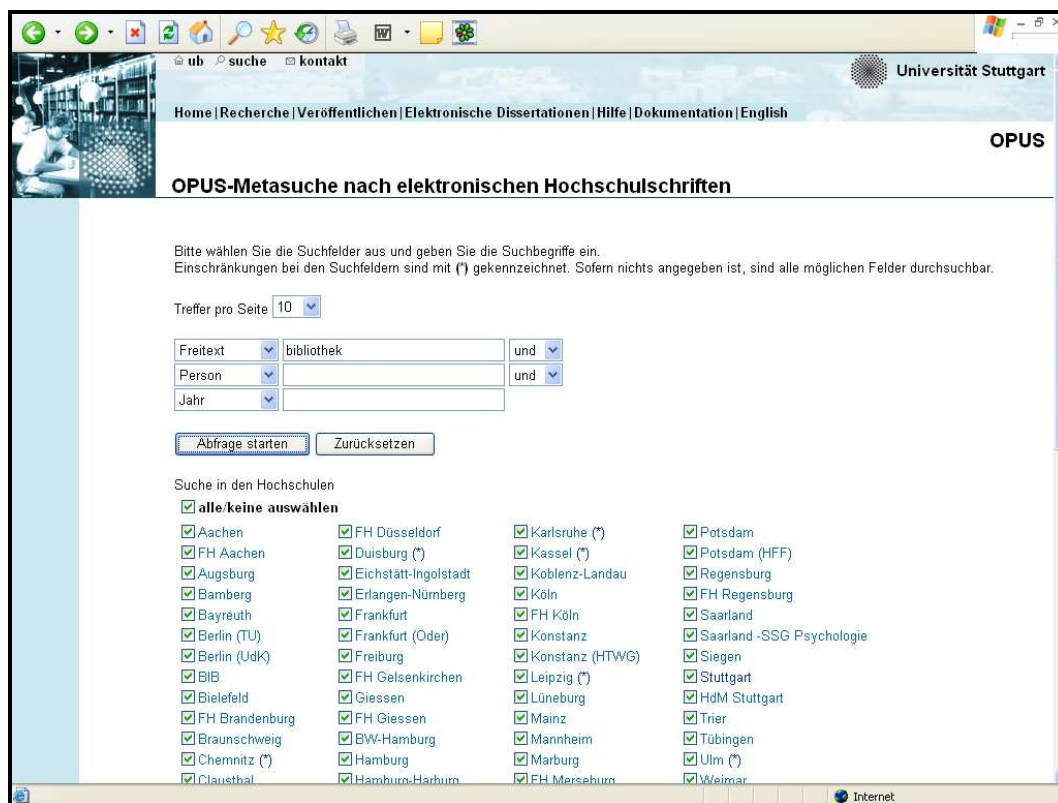 ub suche kontakt
Universität Stuttgart
Home|Recherche|Veröffentlichen|Elektronische Dissertationen|Hilfe|Dokumentation|English
OPUS
OPUS-Metasuche nach elektronischen Hochschulschriften
Bitte wählen Sie die Suchfelder aus und geben Sie die Suchbegriffe ein.
Einschränkungen bei den Suchfeldern sind mit (*) gekennzeichnet. Sofern nichts angegeben ist, sind alle möglichen Felder durchsuchbar.
Treffer pro Seite 10
Freitext bibliothek und
Person und
Jahr
Abfrage starten Zurücksetzen
Suche in den Hochschulen
alle/keine auswählen
Aachen FH Düsseldorf Karlsruhe (*) Potsdam
FH Aachen Duisburg (*) Kassel (*) Potsdam (HFF)
Augsburg Eichstätt-Ingolstadt Koblenz-Landau Regensburg
Bamberg Erlangen-Nürnberg Köln FH Regensburg
Bayreuth Frankfurt FH Köln Saarland
Berlin (TU) Frankfurt (Oder) Konstanz Saarland -SSG Psychologie
Berlin (UdK) Freiburg Konstanz (HTWG) Siegen
BIB FH Gelsenkirchen Leipzig (*) Stuttgart
Bielefeld Giessen Lüneburg HdM Stuttgart
FH Brandenburg FH Giessen Mainz Trier
Braunschweig BW-Hamburg Mannheim Tübingen
Chemnitz (*) Hamburg Marburg Ulm (*)
Clausthal Hamburg-Harburg FH Merseburg Weimar
Internet